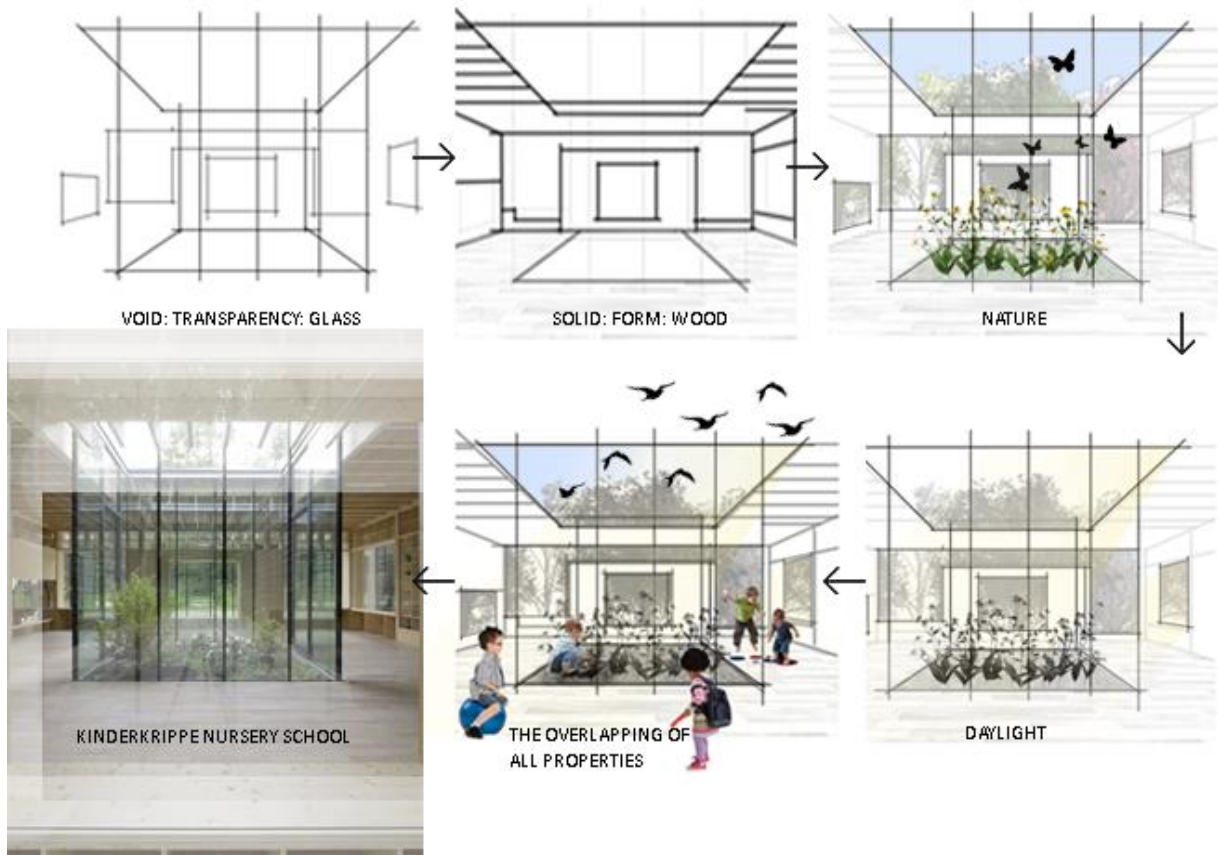 VOID: TRANSPARENCY: GLASS
SOLID: FORM: WOOD
NATURE
DAYLIGHT
THE OVERLAPPING OF
ALL PROPERTIES
KINDERKRIPPE NURSERY SCHOOL